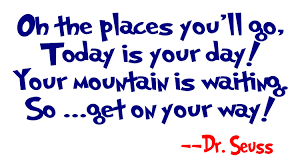 Oh the places you'll go,
Today is your day!
Your mountain is waiting,
So ...get on your way!
--Dr. Seuss